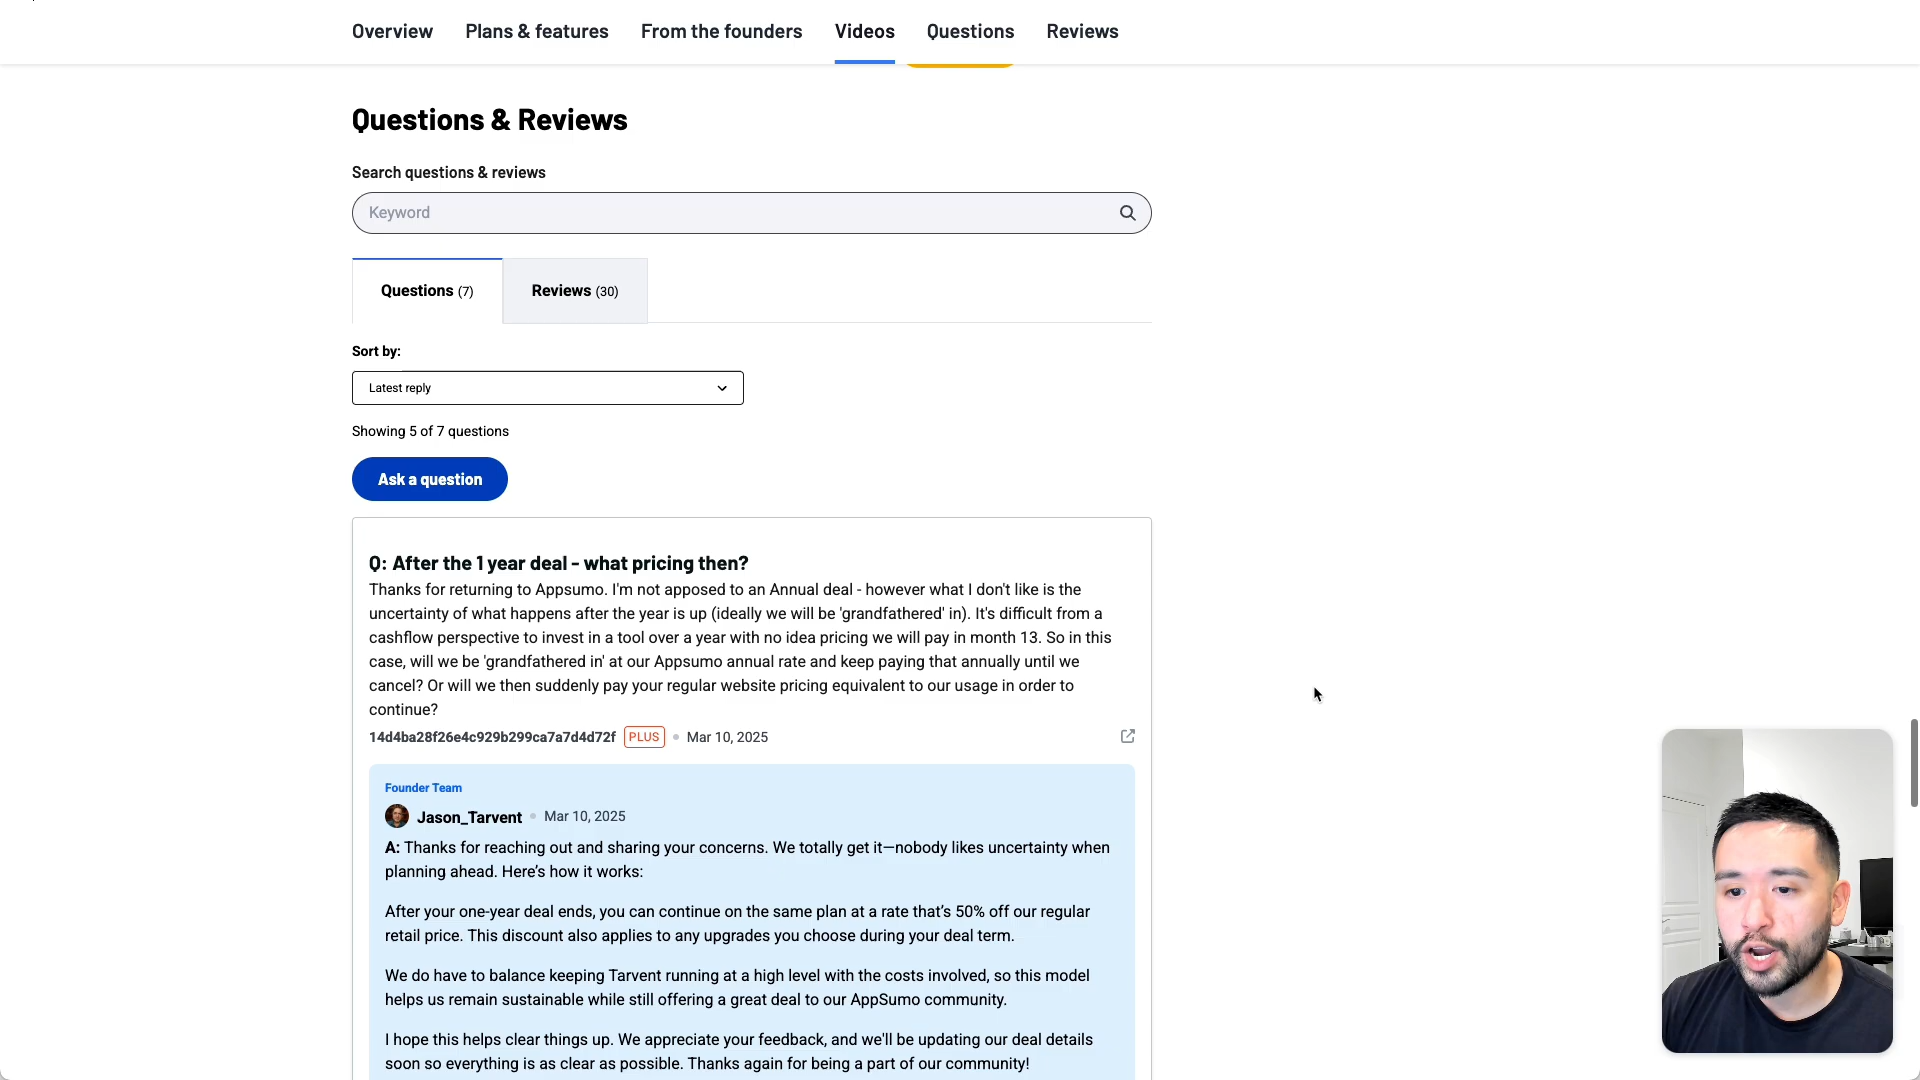 Overview Plans & features From the founders Videos Questions Reviews
Questions & Reviews
Search questions & reviews
Keyword
Questions (7) Reviews (30)
Sort by:
Latest reply
Showing 5 of 7 questions
Ask a question
Q: After the 1 year deal - what pricing then?
Thanks for returning to Appsumo. I'm not apposed to an Annual deal - however what I don't like is the
uncertainty of what happens after the year is up (ideally we will be 'grandfathered' in). It's difficult from a
cashflow perspective to invest in a tool over a year with no idea pricing we will pay in month 13. So in this
case, will we be 'grandfathered in' at our Appsumo annual rate and keep paying that annually until we
cancel? Or will we then suddenly pay your regular website pricing equivalent to our usage in order to
continue?
14d4ba28f26e4c929b299ca7a7d4d72f PLUS • Mar 10, 2025
Founder Team
Jason_Tarvent • Mar 10, 2025
A: Thanks for reaching out and sharing your concerns. We totally get it—nobody likes uncertainty when
planning ahead. Here’s how it works:
After your one-year deal ends, you can continue on the same plan at a rate that’s 50% off our regular
retail price. This discount also applies to any upgrades you choose during your deal term.
We do have to balance keeping Tarvent running at a high level with the costs involved, so this model
helps us remain sustainable while still offering a great deal to our AppSumo community.
I hope this helps clear things up. We appreciate your feedback, and we'll be updating our deal details
soon so everything is as clear as possible. Thanks again for being a part of our community!